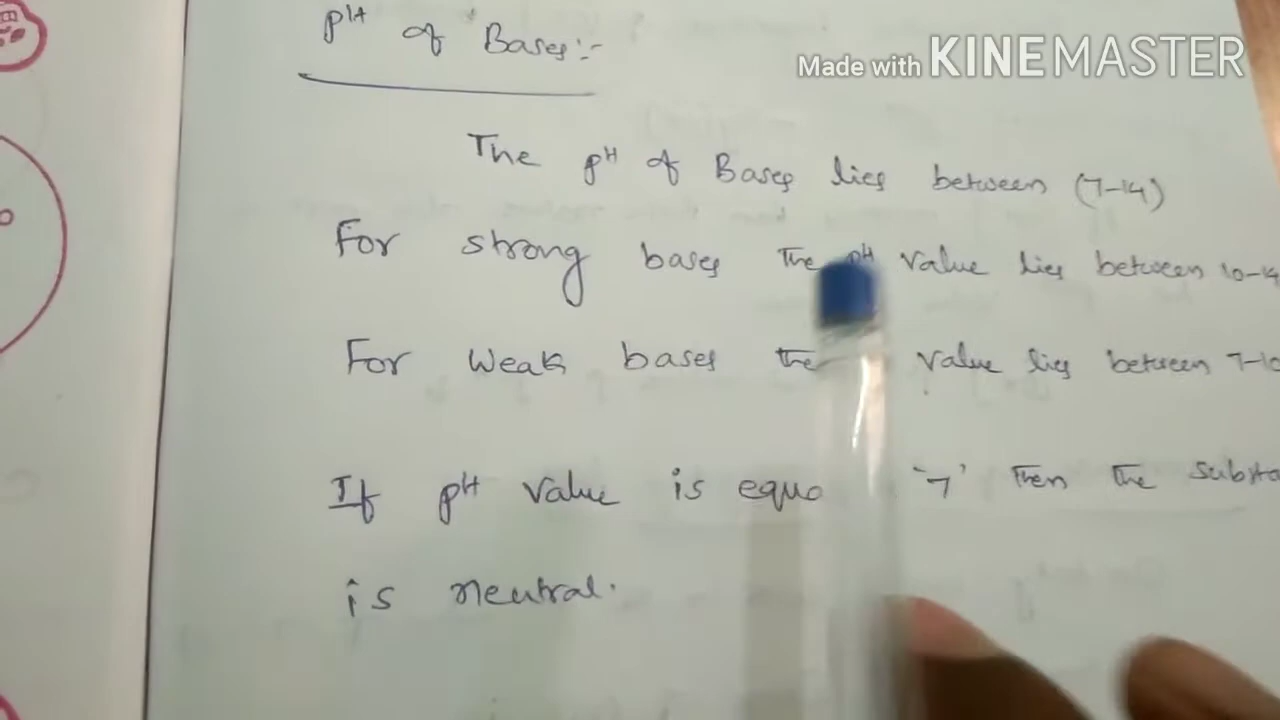 pH of Bases:-
Made with KINEMASTER
The pH of Bases lies between (7-14)
For strong bases the pH value lies between 10-14
For Weak bases the value lies between 7-10
If pH value is equa '7' then the substa
is neutral.